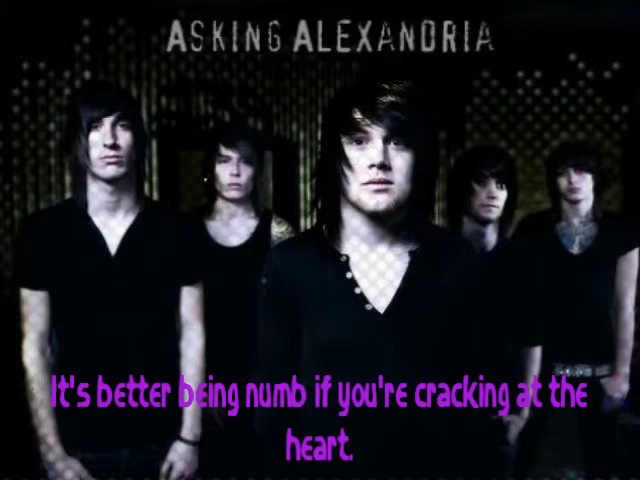 ASKING ALEXANDRIA
It's better being numb if you're cracking at the
heart.